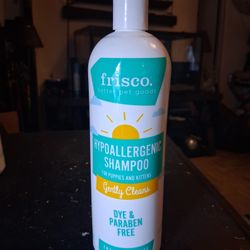 frisco.
better pet goods
HYPOALLERGENIC
SHAMPOO
FOR PUPPIES AND KITTENS
Gently Cleans
DYE &
PARABEN
FREE